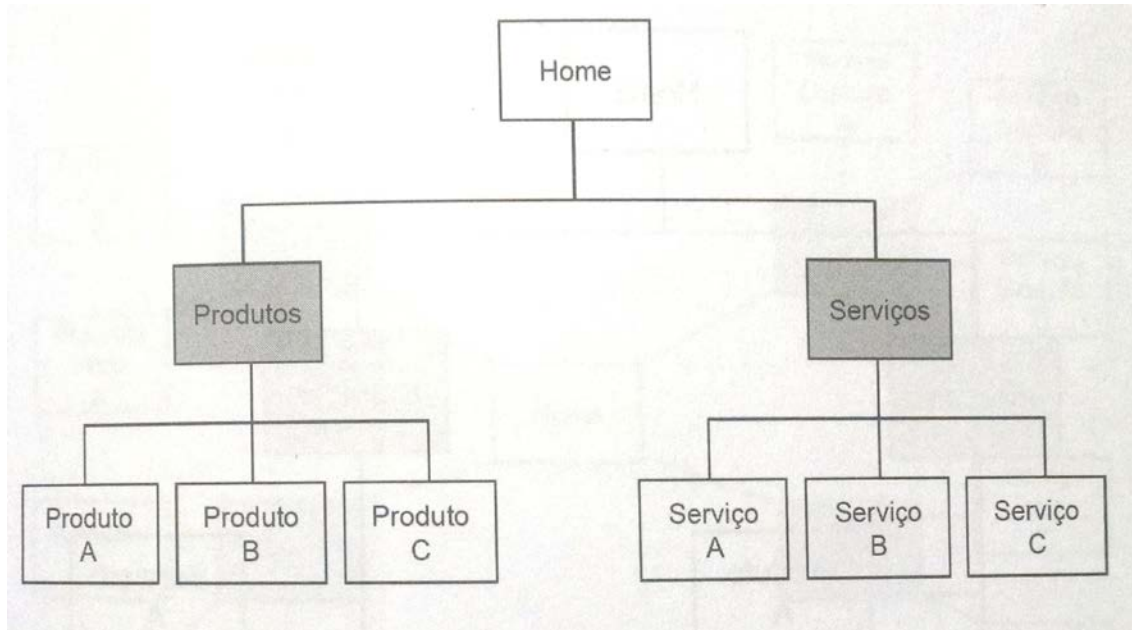 Home
Produtos
Serviços
Produto
A
Produto
B
Produto
C
Serviço
A
Serviço
B
Serviço
C